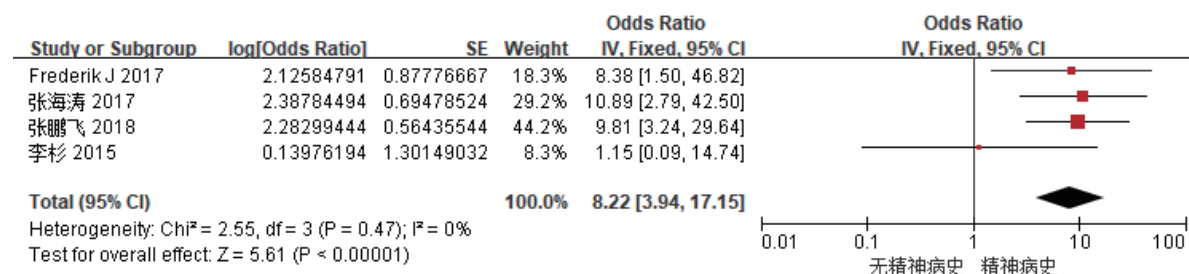 Odds Ratio Odds Ratio
Study or Subgroup log[Odds Ratio] SE Weight IV, Fixed, 95% CI IV, Fixed, 95% CI
Frederik J 2017 2.12584791 0.87776667 18.3% 8.38 [1.50, 46.82]
张海涛 2017 2.38784494 0.69478524 29.2% 10.89 [2.79, 42.50]
张鹏飞 2018 2.28299444 0.56435544 44.2% 9.81 [3.24, 29.64]
李杉 2015 0.13976194 1.30149032 8.3% 1.15 [0.09, 14.74]
Total (95% CI) 100.0% 8.22 [3.94, 17.15]
Heterogeneity: Chi² = 2.55, df = 3 (P = 0.47); I² = 0%
Test for overall effect: Z = 5.61 (P < 0.00001)
0.01 0.1 1 10 100
无精神病史 精神病史